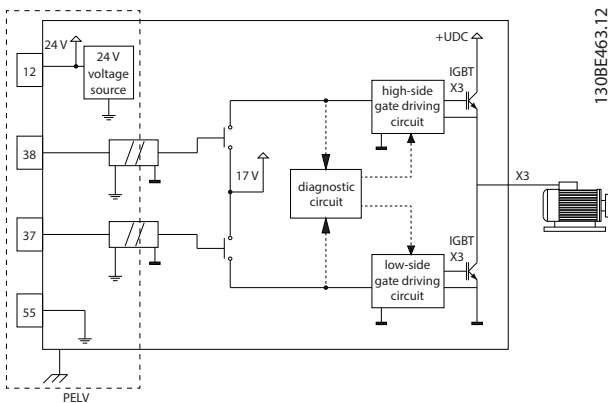 130BE463.12
+UDC
24 V
12
24 V
voltage
source
IGBT
X3
high-side
gate driving
circuit
38
17 V
diagnostic
circuit
X3
37
IGBT
X3
low-side
gate driving
circuit
55
PELV